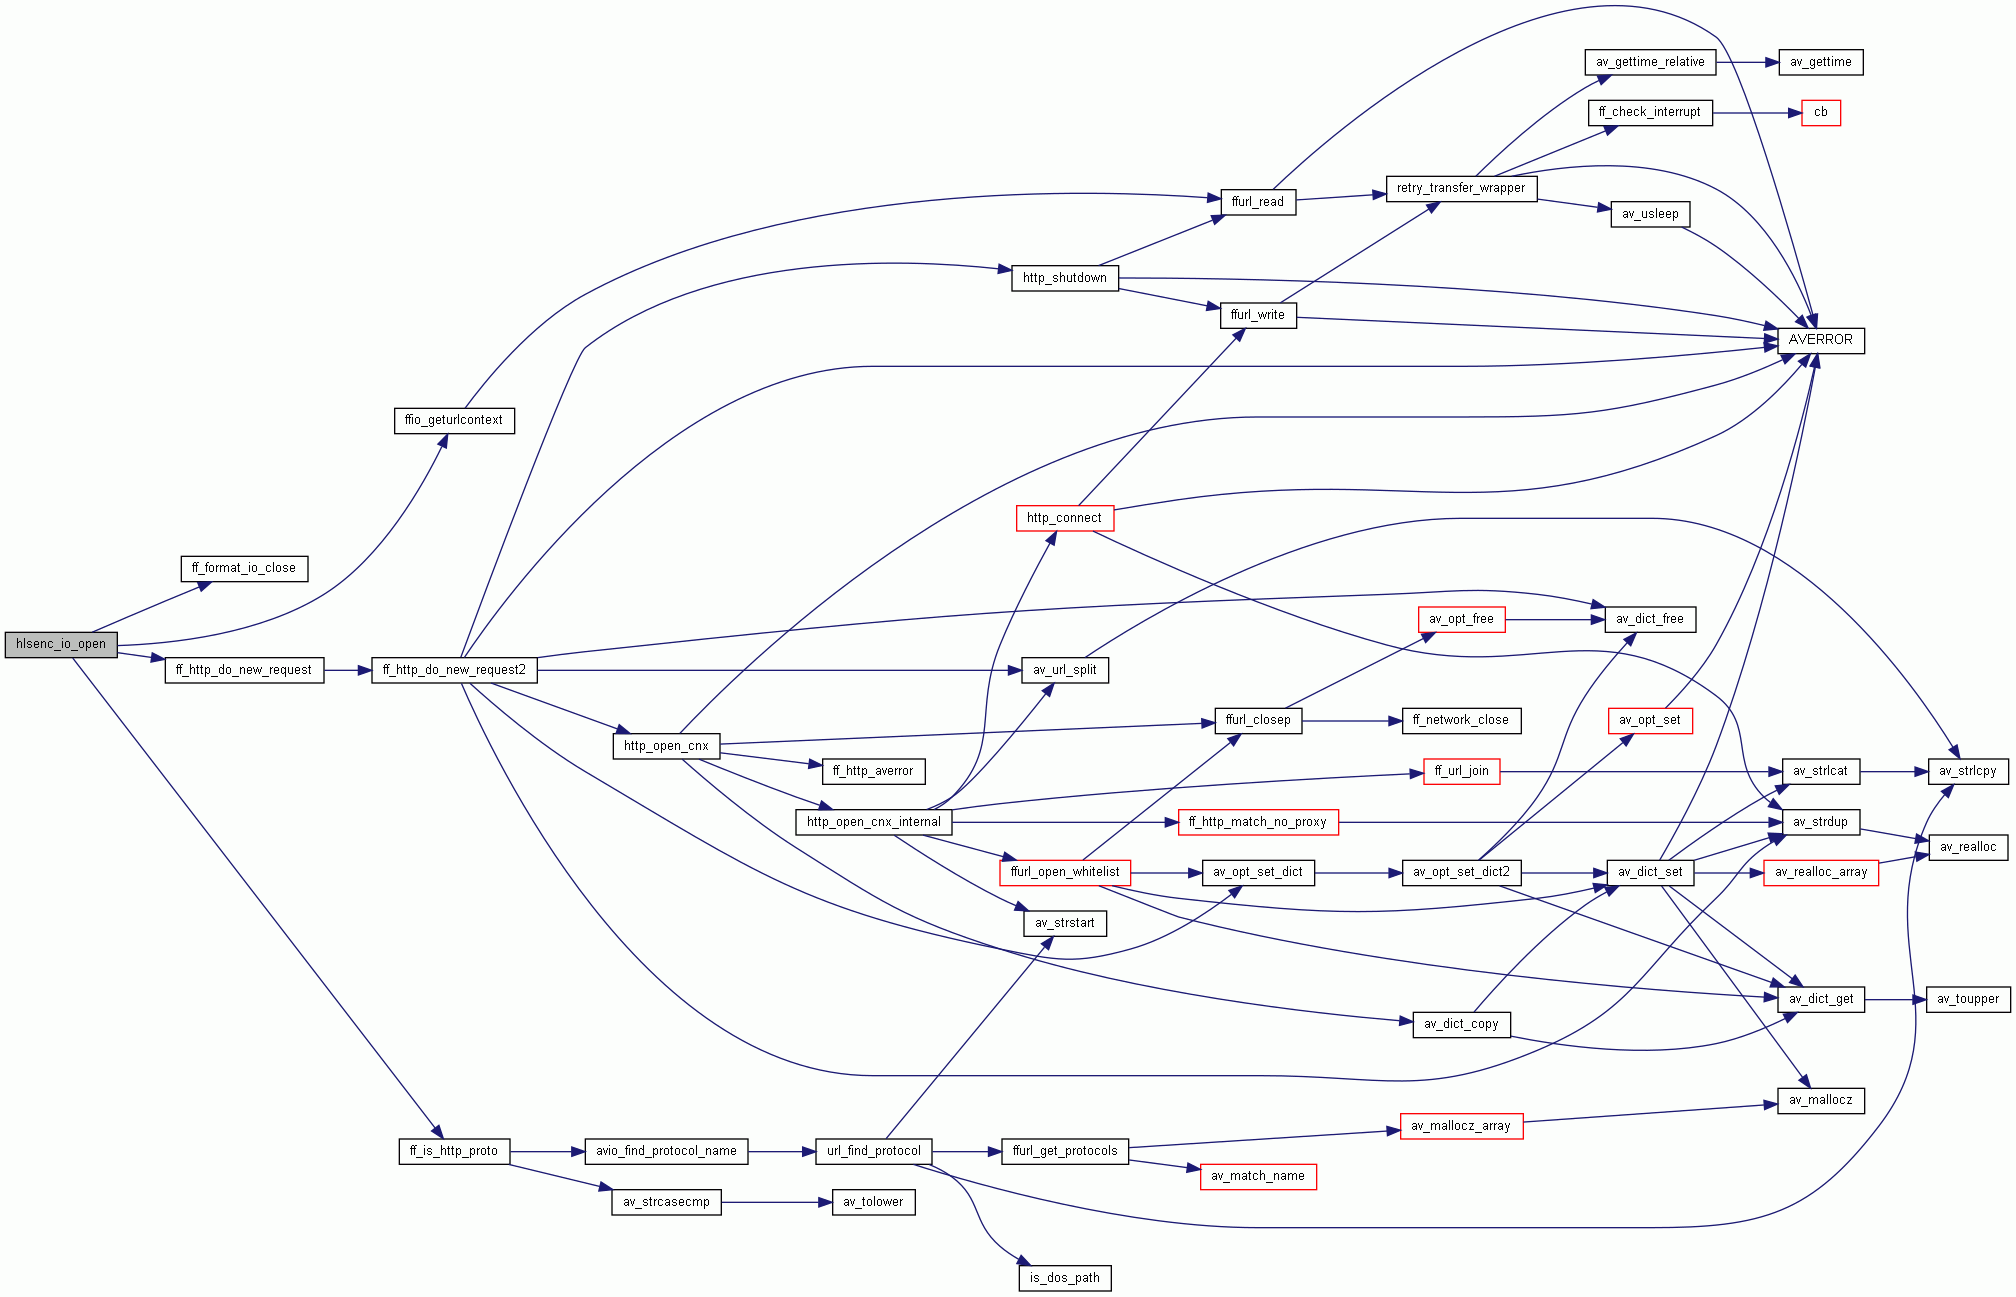 av_gettime_relative
av_gettime
ff_check_interrupt
cb
retry_transfer_wrapper
ffurl_read
av_usleep
http_shutdown
ffurl_write
AVERROR
ffio_geturlcontext
http_connect
ff_format_io_close
av_opt_free
av_dict_free
hlsenc_io_open
ff_http_do_new_request
ff_http_do_new_request2
av_url_split
ffurl_closep
ff_network_close
av_opt_set
http_open_cnx
ff_http_averror
ff_url_join
av_strlcat
av_strlcpy
http_open_cnx_internal
ff_http_match_no_proxy
av_strdup
av_realloc
ffurl_open_whitelist
av_opt_set_dict
av_opt_set_dict2
av_dict_set
av_realloc_array
av_strstart
av_dict_get
av_toupper
av_dict_copy
av_mallocz
av_mallocz_array
ff_is_http_proto
avio_find_protocol_name
url_find_protocol
ffurl_get_protocols
av_match_name
av_strcasecmp
av_tolower
is_dos_path